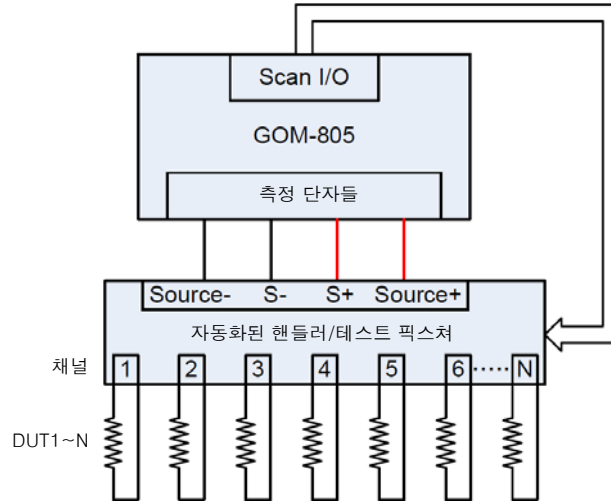 Scan I/O
GOM-805
측정 단자들
Source- S- S+ Source+
자동화된 핸들러/테스트 픽스쳐
채널 1 2 3 4 5 6 ····· N
DUT1~N